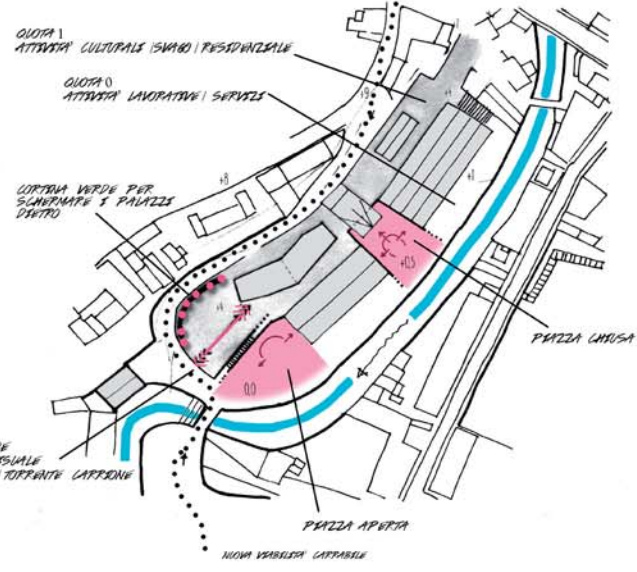 QUOTA 1
ATTIVITA' CULTURALI (SVAGO) RESIDENZIALE
QUOTA 0
ATTIVITA' LAVORATIVE | SERVIZI
CORTINA VERDE PER
SCHERMARE I PALAZZI
DIETRO
+8
+1
+0,5
PIAZZA CHIUSA
0,0
TORRENTE CARRIONE
PIAZZA APERTA
NUOVA VIABILITA' CARRABILE